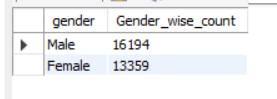 gender Gender_wise_count
Male 16194
Female 13359